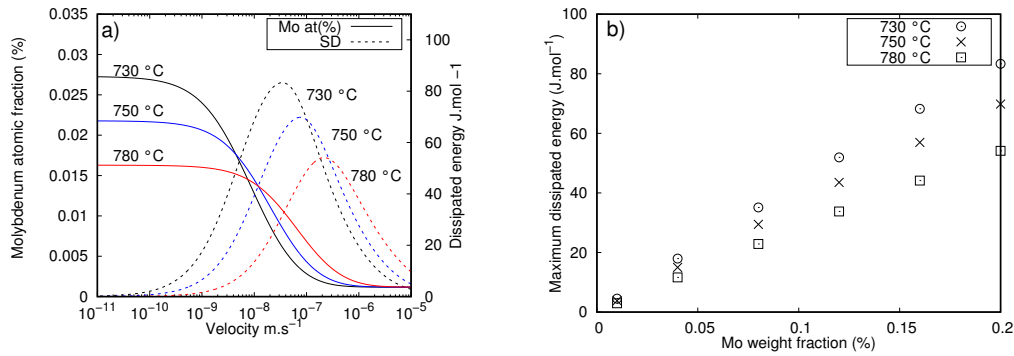 a)
Mo at(%)
SD
730 °C
750 °C
780 °C
730 °C
750 °C
780 °C
Molybdenum atomic fraction (%)
0.035
0.03
0.025
0.02
0.015
0.01
0.005
0
Dissipated energy J.mol −1
100
80
60
40
20
0
10⁻¹¹ 10⁻¹⁰ 10⁻⁹ 10⁻⁸ 10⁻⁷ 10⁻⁶ 10⁻⁵
Velocity m.s⁻¹
b)
730 °C
750 °C
780 °C
Maximum dissipated energy (J.mol⁻¹)
100
80
60
40
20
0
0 0.05 0.1 0.15 0.2
Mo weight fraction (%)